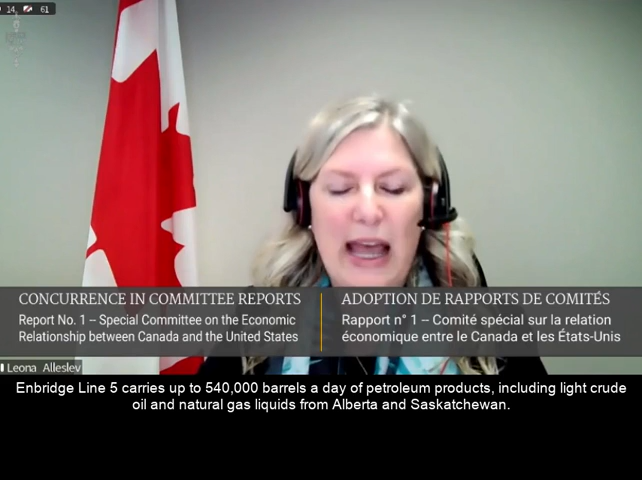 14, 61
CONCURRENCE IN COMMITTEE REPORTS
Report No. 1 – Special Committee on the Economic
Relationship between Canada and the United States
ADOPTION DE RAPPORTS DE COMITÉS
Rapport n° 1 – Comité spécial sur la relation
économique entre le Canada et les États-Unis
Leona Alleslev
Enbridge Line 5 carries up to 540,000 barrels a day of petroleum products, including light crude
oil and natural gas liquids from Alberta and Saskatchewan.